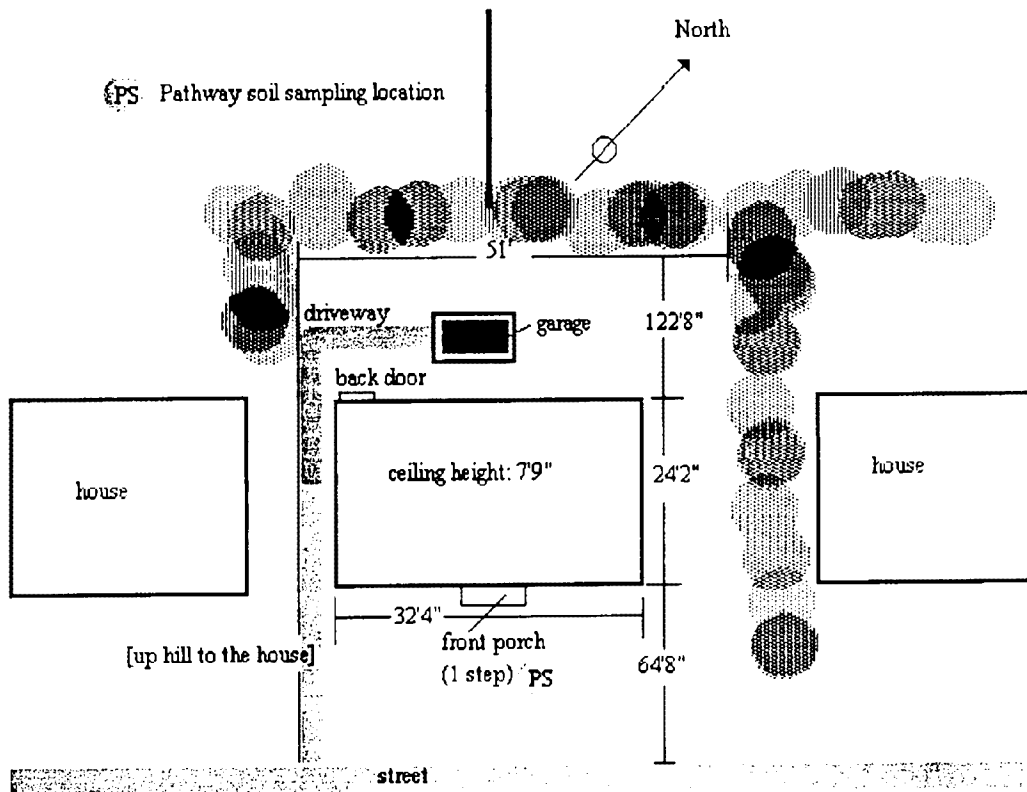 North
PS Pathway soil sampling location
51'
driveway
garage
122'8"
back door
ceiling height: 7'9"
24'2"
house
house
32'4"
front porch
[up hill to the house]
64'8"
(1 step) PS
street